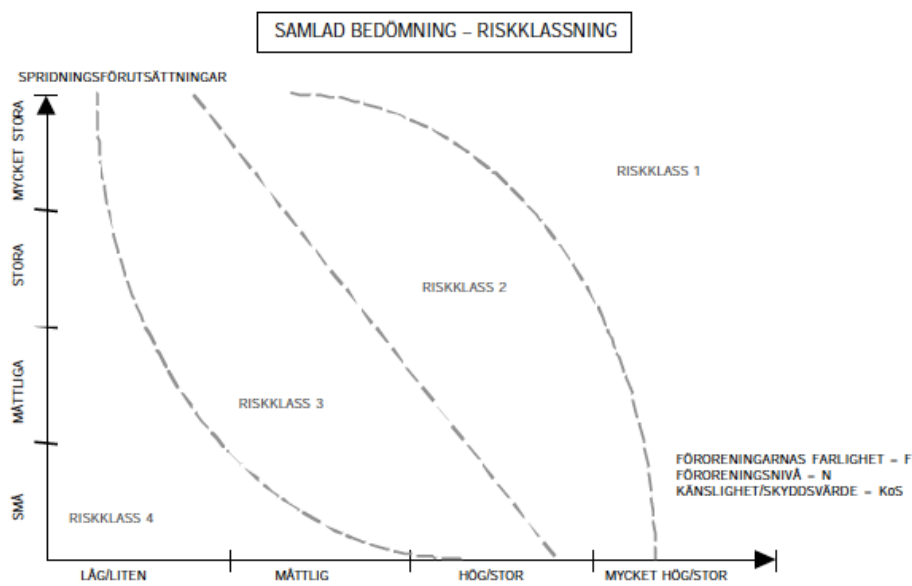 SAMLAD BEDÖMNING – RISKKLASSNING
SPRIDNINGSFÖRUTSÄTTNINGAR
MYCKET STORA
STORA
MÅTTLIGA
SMÅ
RISKKLASS 1
RISKKLASS 2
RISKKLASS 3
RISKKLASS 4
FÖRORENINGARNAS FARLIGHET – F
FÖRORENINGSNIVÅ – N
KÄNSLIGHET/SKYDDSVÄRDE – KoS
LÅG/LITEN
MÅTTLIG
HÖG/STOR
MYCKET HÖG/STOR